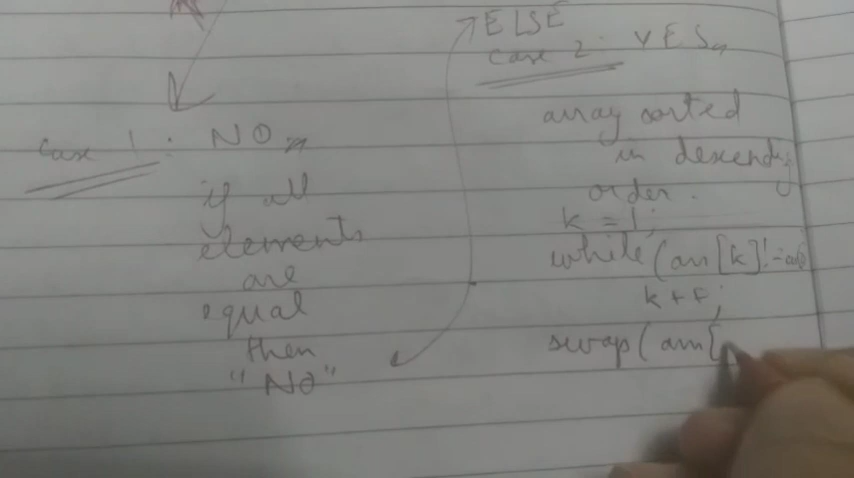 Case 1 : NO
if all
elements
are
equal
then
"NO"
ELSE
Case 2: YES
array sorted
in descendig
order.
k = 1;
while (arr[k] !=
k++;
swap (arr[